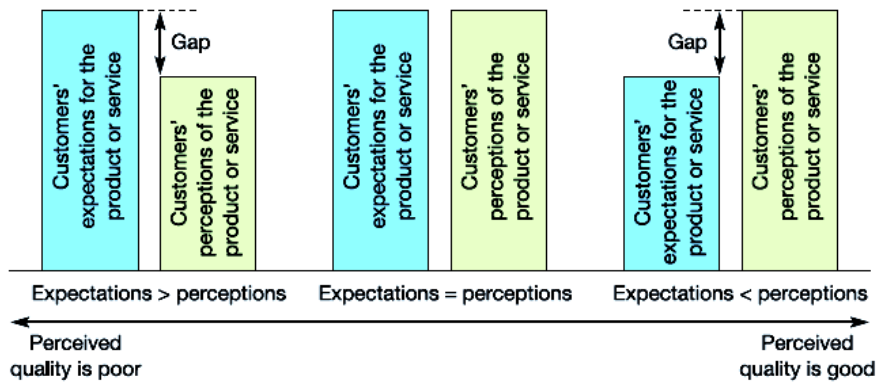 Customers'
expectations for the
product or service
Gap
Customers'
perceptions of the
product or service
Customers'
expectations for the
product or service
Customers'
perceptions of the
product or service
Gap
Customers'
expectations for the
product or service
Customers'
perceptions of the
product or service
Expectations > perceptions
Expectations = perceptions
Expectations < perceptions
Perceived
quality is poor
Perceived
quality is good